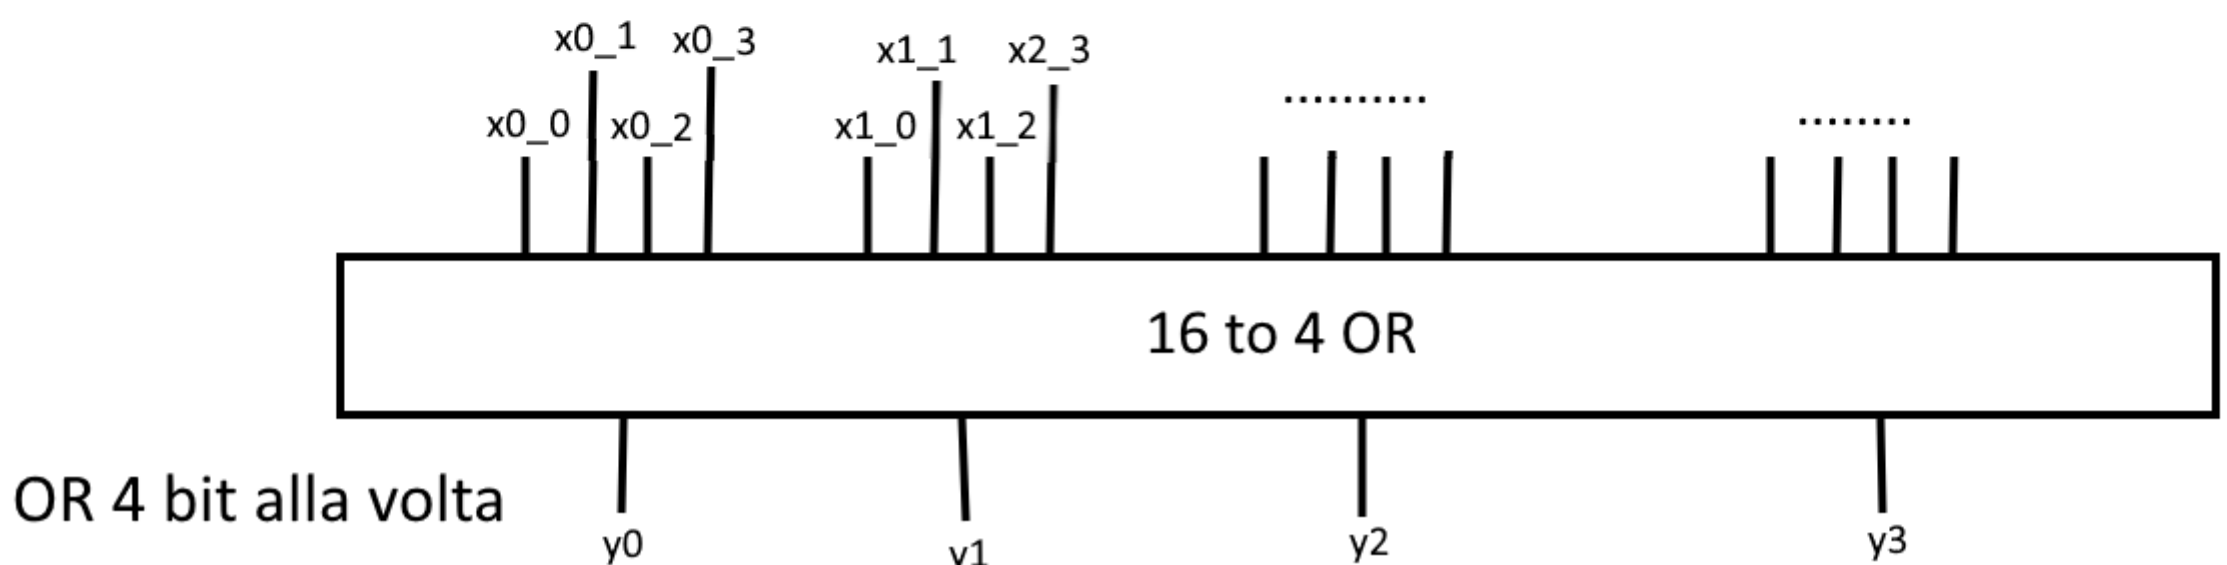 x0_1 x0_3 x1_1 x2_3
x0_0 x0_2 x1_0 x1_2
.......... ........
16 to 4 OR
OR 4 bit alla volta
y0 y1 y2 y3